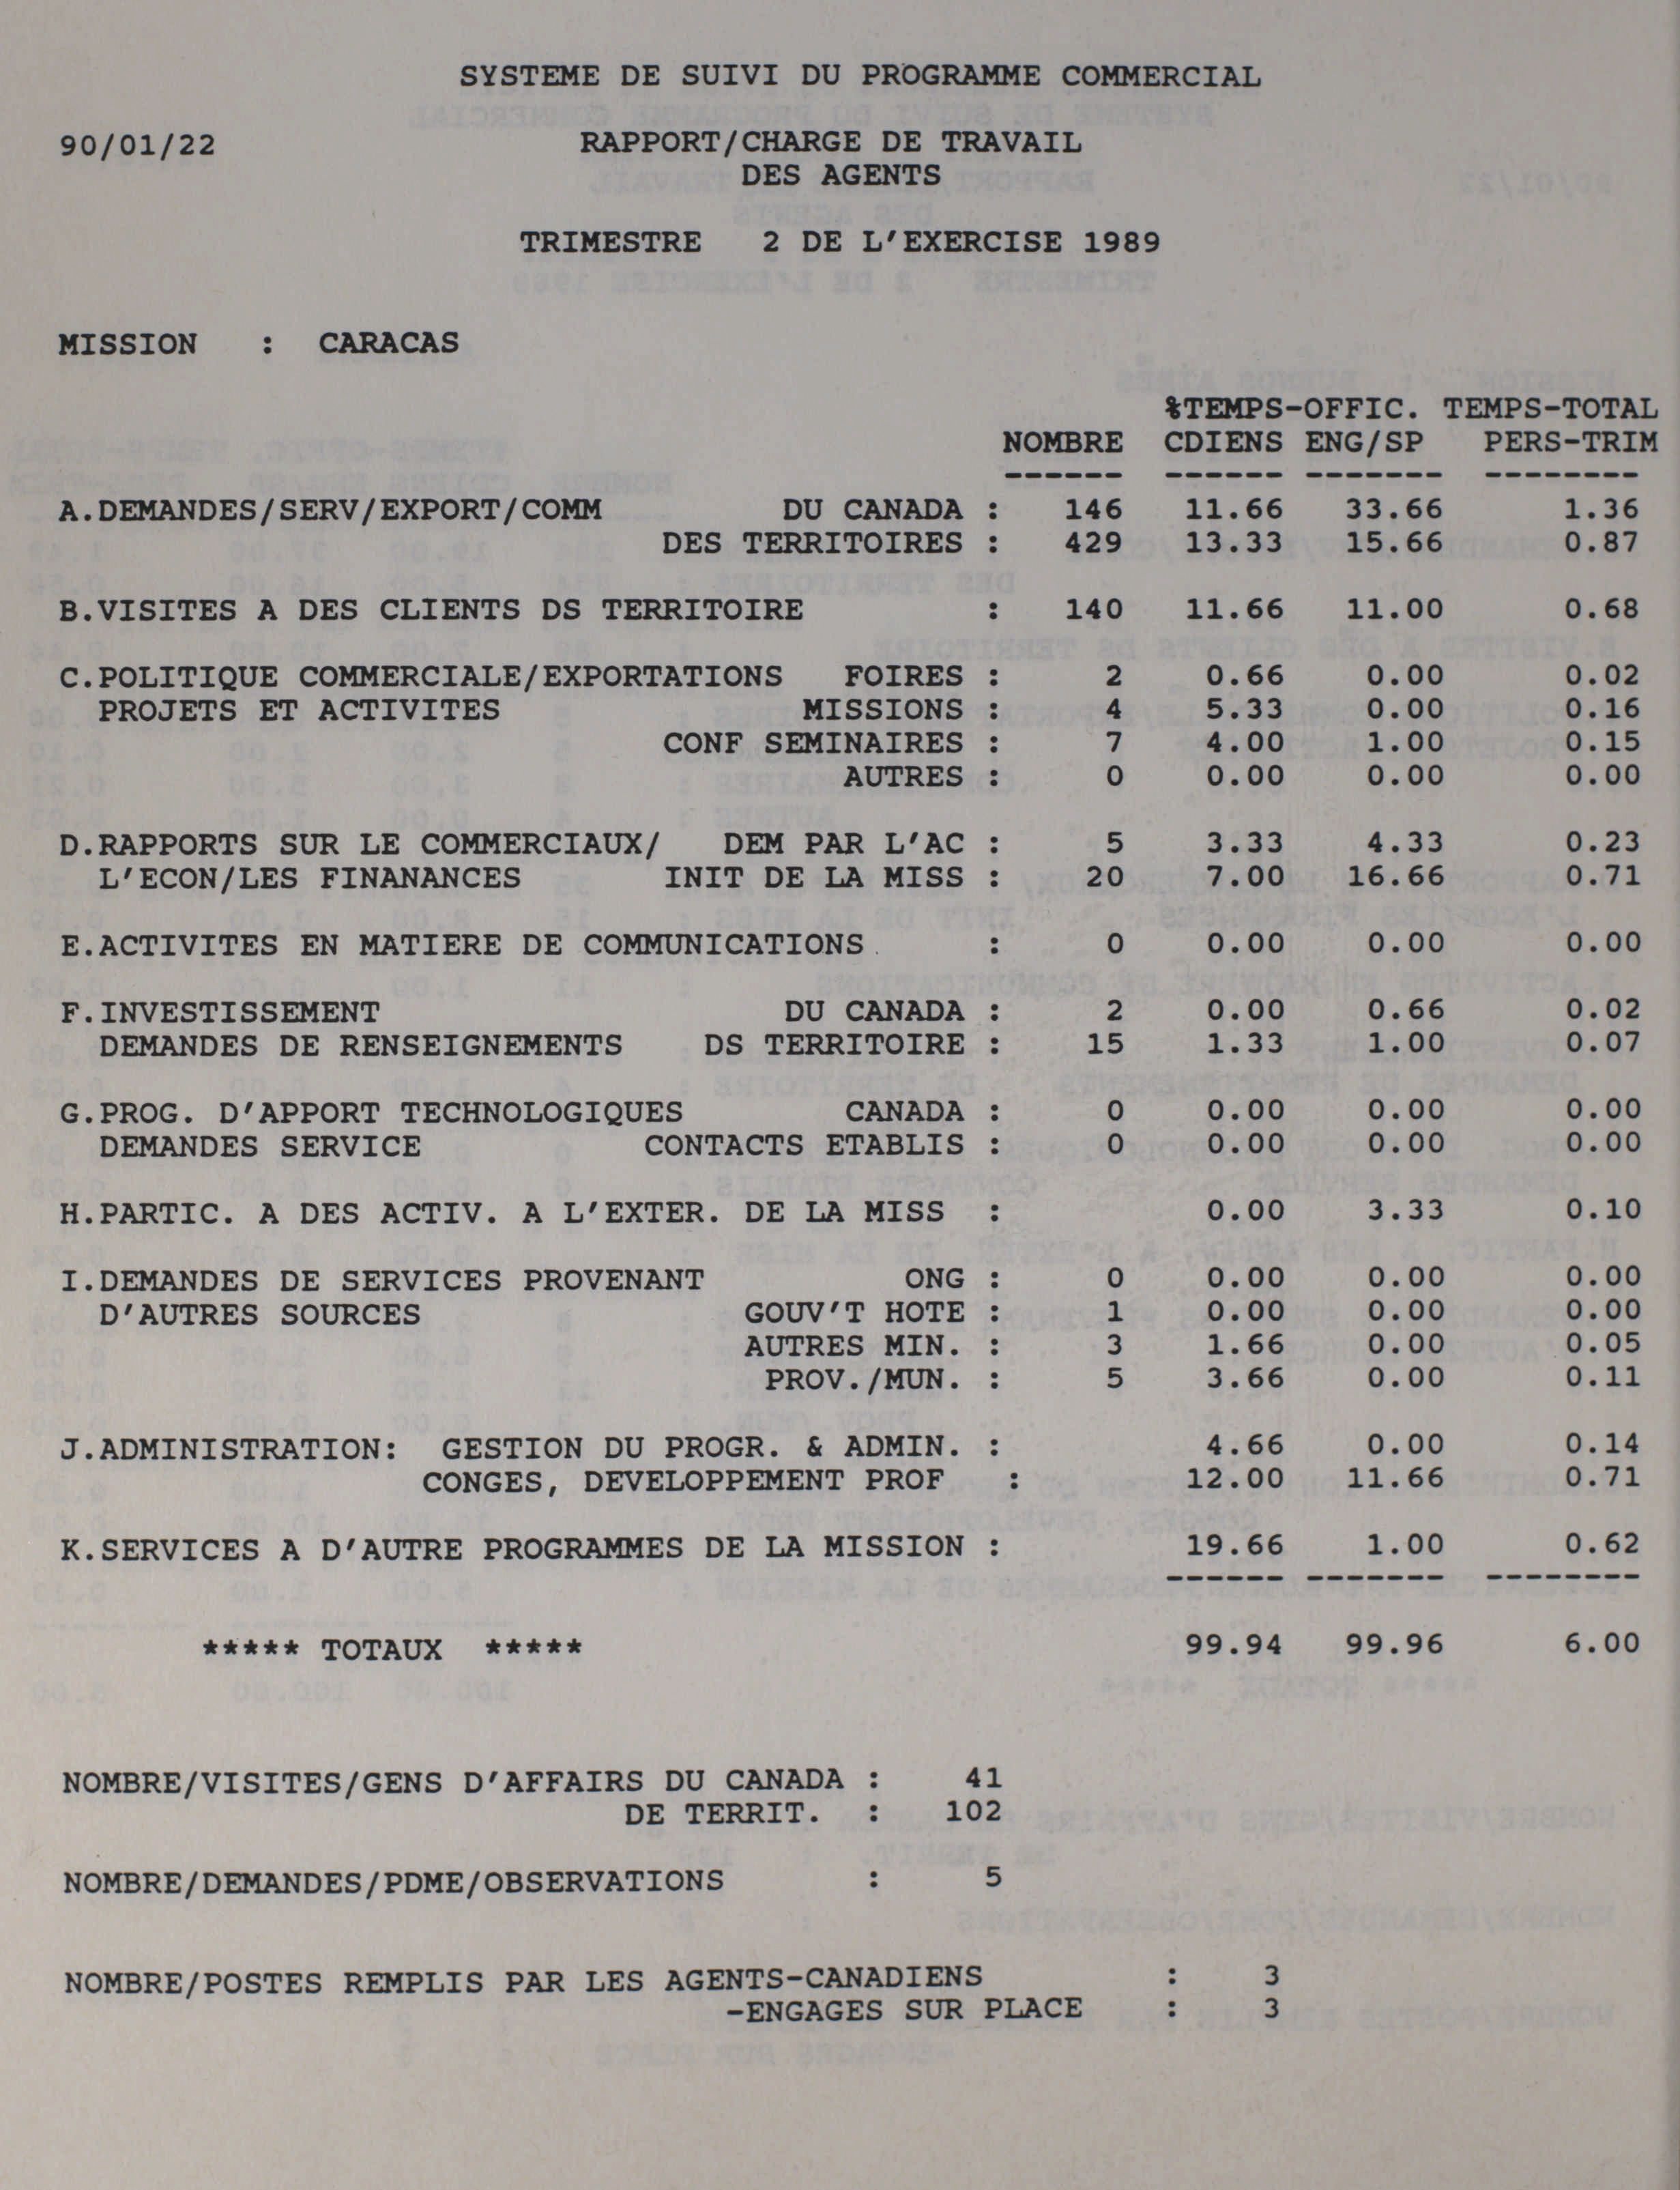 SYSTEME DE SUIVI DU PROGRAMME COMMERCIAL
90/01/22 RAPPORT/CHARGE DE TRAVAIL
DES AGENTS
TRIMESTRE 2 DE L'EXERCISE 1989
MISSION : CARACAS
%TEMPS-OFFIC. TEMPS-TOTAL
NOMBRE CDIENS ENG/SP PERS-TRIM
------ ------ ------- --------
A.DEMANDES/SERV/EXPORT/COMM DU CANADA : 146 11.66 33.66 1.36
DES TERRITOIRES : 429 13.33 15.66 0.87
B.VISITES A DES CLIENTS DS TERRITOIRE : 140 11.66 11.00 0.68
C.POLITIQUE COMMERCIALE/EXPORTATIONS FOIRES : 2 0.66 0.00 0.02
PROJETS ET ACTIVITES MISSIONS : 4 5.33 0.00 0.16
CONF SEMINAIRES : 7 4.00 1.00 0.15
AUTRES : 0 0.00 0.00 0.00
D.RAPPORTS SUR LE COMMERCIAUX/ DEM PAR L'AC : 5 3.33 4.33 0.23
L'ECON/LES FINANANCES INIT DE LA MISS : 20 7.00 16.66 0.71
E.ACTIVITES EN MATIERE DE COMMUNICATIONS : 0 0.00 0.00 0.00
F.INVESTISSEMENT DU CANADA : 2 0.00 0.66 0.02
DEMANDES DE RENSEIGNEMENTS DS TERRITOIRE : 15 1.33 1.00 0.07
G.PROG. D'APPORT TECHNOLOGIQUES CANADA : 0 0.00 0.00 0.00
DEMANDES SERVICE CONTACTS ETABLIS : 0 0.00 0.00 0.00
H.PARTIC. A DES ACTIV. A L'EXTER. DE LA MISS : 0.00 3.33 0.10
I.DEMANDES DE SERVICES PROVENANT ONG : 0 0.00 0.00 0.00
D'AUTRES SOURCES GOUV'T HOTE : 1 0.00 0.00 0.00
AUTRES MIN. : 3 1.66 0.00 0.05
PROV./MUN. : 5 3.66 0.00 0.11
J.ADMINISTRATION: GESTION DU PROGR. & ADMIN. : 4.66 0.00 0.14
CONGES, DEVELOPPEMENT PROF : 12.00 11.66 0.71
K.SERVICES A D'AUTRE PROGRAMMES DE LA MISSION : 19.66 1.00 0.62
------ ------- --------
***** TOTAUX ***** 99.94 99.96 6.00
NOMBRE/VISITES/GENS D'AFFAIRS DU CANADA : 41
DE TERRIT. : 102
NOMBRE/DEMANDES/PDME/OBSERVATIONS : 5
NOMBRE/POSTES REMPLIS PAR LES AGENTS-CANADIENS : 3
-ENGAGES SUR PLACE : 3